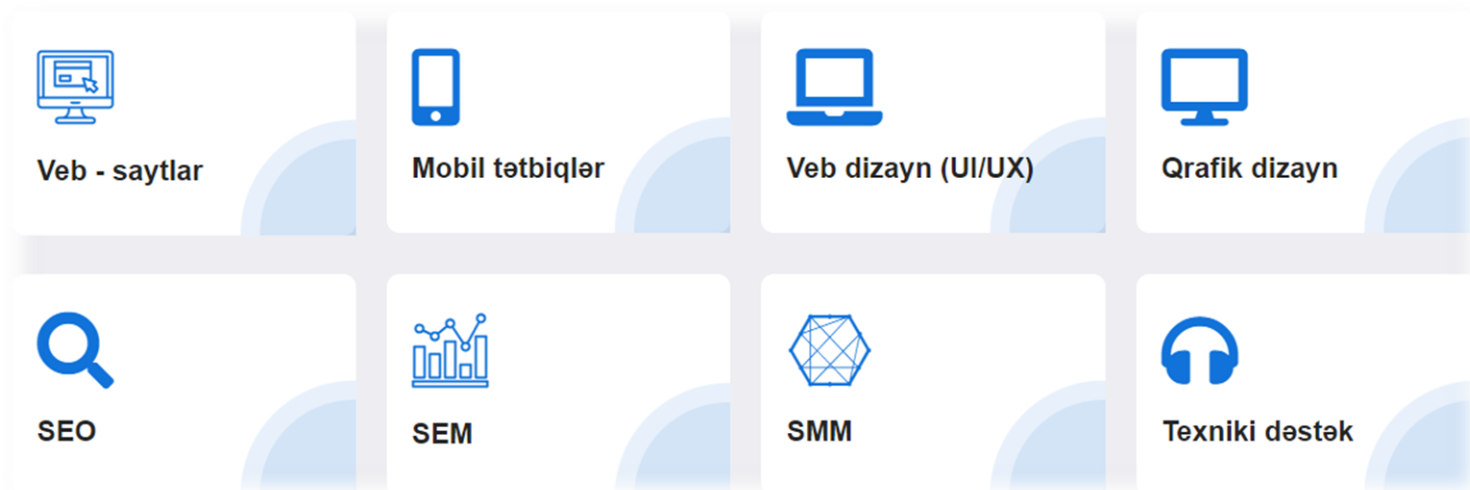 Veb - saytlar
Mobil tətbiqlər
Veb dizayn (UI/UX)
Qrafik dizayn
SEO
SEM
SMM
Texniki dəstək